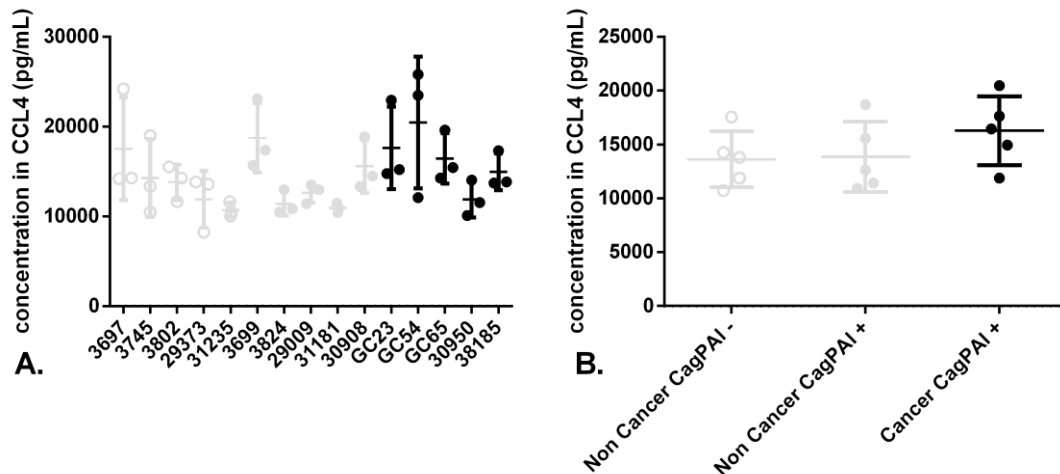 concentration in CCL4 (pg/mL)
30000
20000
10000
0
3697
3745
3802
29373
31235
3699
3824
29009
31181
30908
GC23
GC54
GC65
30950
38185
A.
concentration in CCL4 (pg/mL)
25000
20000
15000
10000
5000
0
Non Cancer CagPAI -
Non Cancer CagPAI +
Cancer CagPAI +
B.